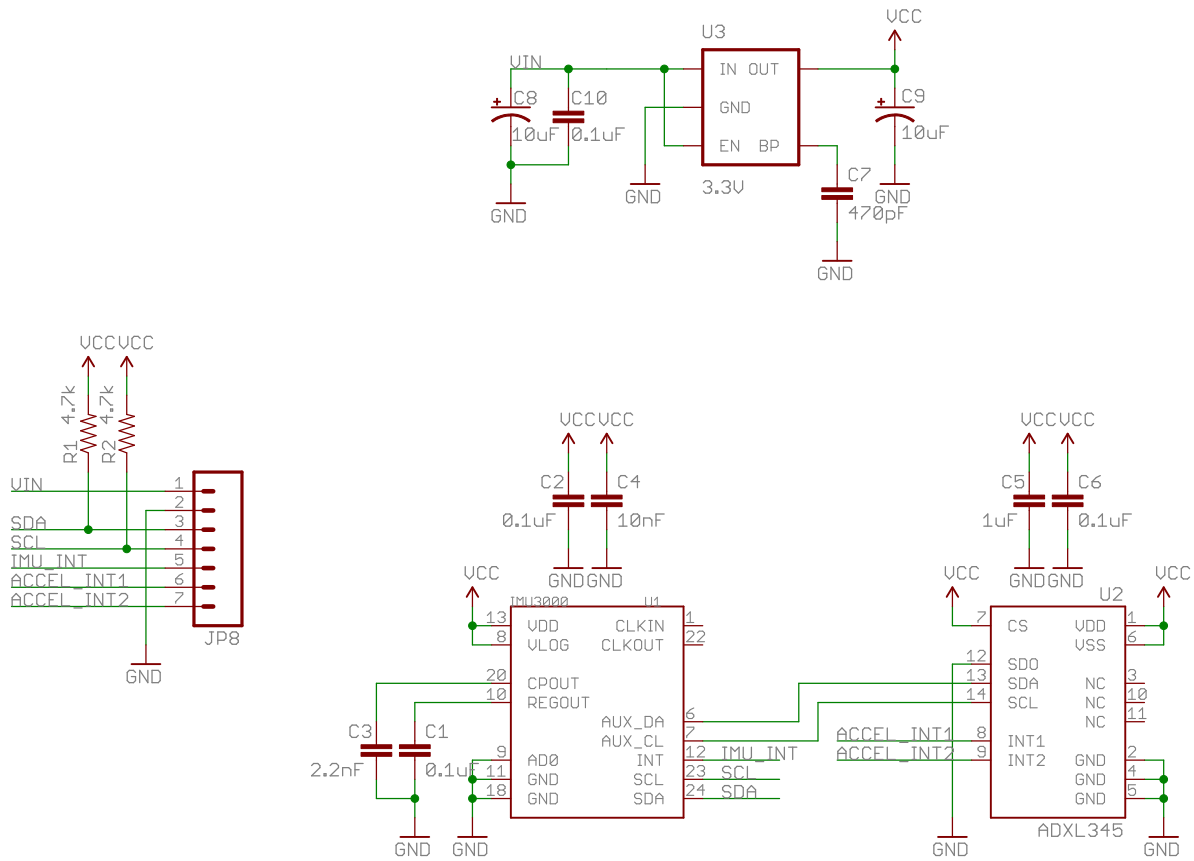 VCC
U3
VIN
IN OUT
C8
C10
C9
GND
10uF
0.1uF
10uF
EN BP
C7
3.3V
GND
GND
470pF
GND
GND
VCC VCC
4.7k
4.7k
R1
R2
VIN
1
2
SDA
3
SCL
4
IMU_INT
5
ACCEL_INT1
6
ACCEL_INT2
7
JP8
GND
VCC VCC
C2
C4
0.1uF
10nF
GND GND
VCC
IMU3000
U1
13
VDD
CLKIN
1
8
VLOG
CLKOUT
22
20
CPOUT
10
REGOUT
AUX_DA
6
AUX_CL
7
C3
C1
2.2nF
0.1uF
9
AD0
INT
12
IMU_INT
11
GND
SCL
23
SCL
18
GND
SDA
24
SDA
GND
GND
VCC VCC
C5
C6
1uF
0.1uF
GND GND
VCC
VCC
U2
7
CS
VDD
1
VSS
6
12
SDO
13
SDA
NC
3
14
SCL
NC
10
NC
11
ACCEL_INT1
8
INT1
ACCEL_INT2
9
INT2
GND
2
GND
4
GND
5
ADXL345
GND
GND